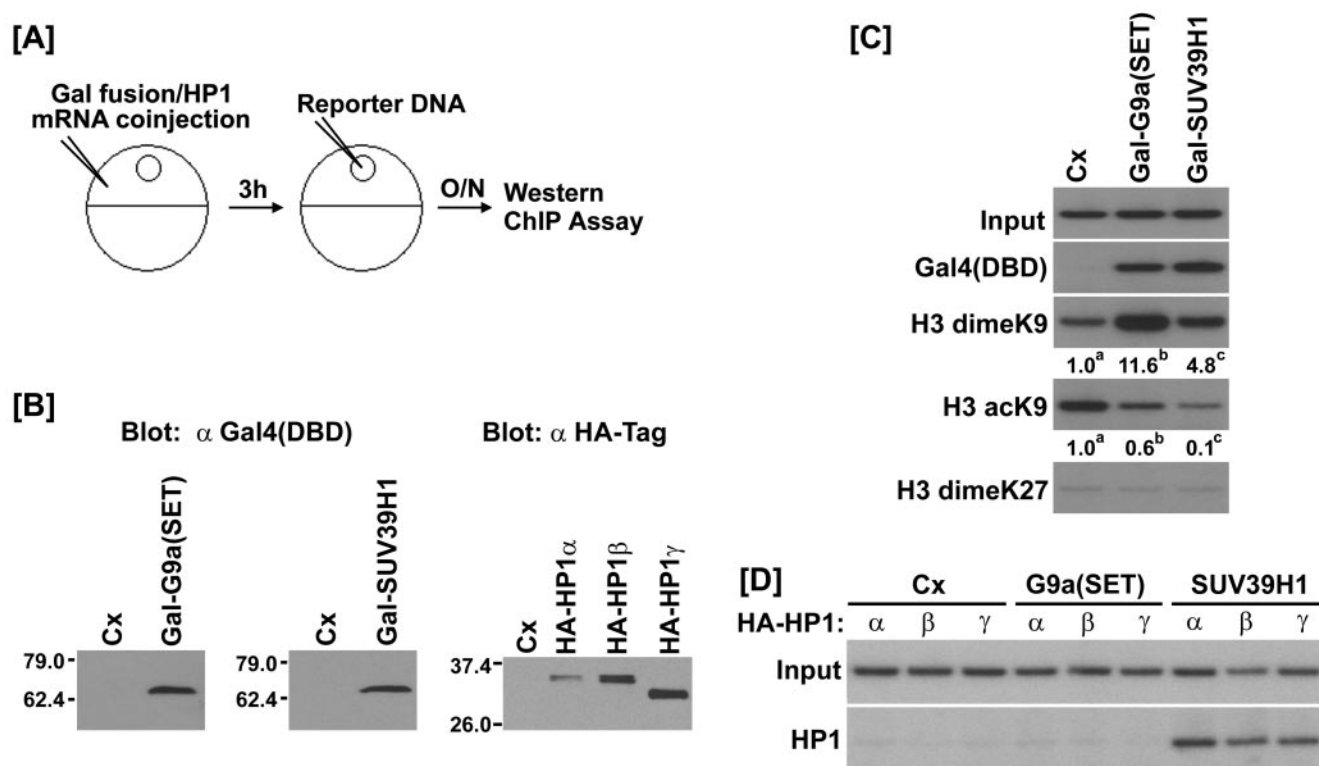 [A]
Gal fusion/HP1
mRNA coinjection
3h
Reporter DNA
O/N
Western
ChIP Assay
[B]
Blot: α Gal4(DBD)
Blot: α HA-Tag
Cx
Gal-G9a(SET)
79.0
62.4
Cx
Gal-SUV39H1
79.0
62.4
Cx
HA-HP1α
HA-HP1β
HA-HP1γ
37.4
26.0
[C]
Cx
Gal-G9a(SET)
Gal-SUV39H1
Input
Gal4(DBD)
H3 dimeK9
1.0a 11.6b 4.8c
H3 acK9
1.0a 0.6b 0.1c
H3 dimeK27
[D]
Cx G9a(SET) SUV39H1
HA-HP1: α β γ α β γ α β γ
Input
HP1